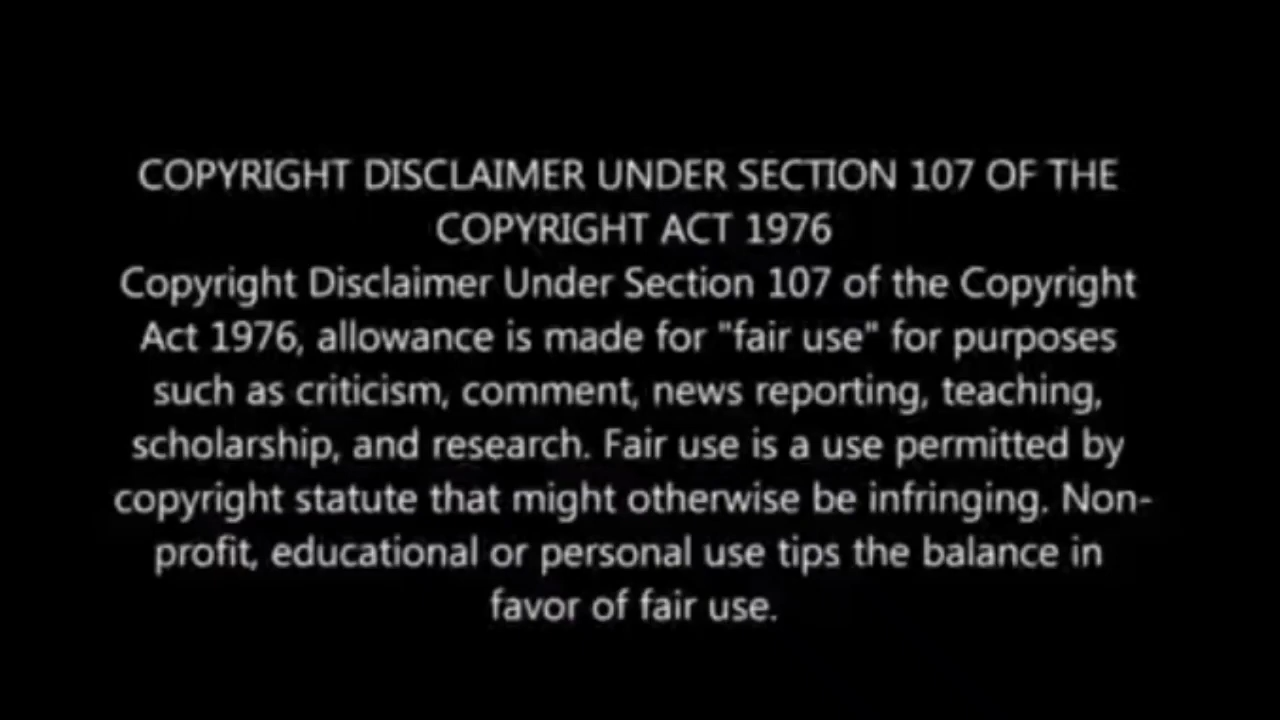 COPYRIGHT DISCLAIMER UNDER SECTION 107 OF THE
COPYRIGHT ACT 1976
Copyright Disclaimer Under Section 107 of the Copyright
Act 1976, allowance is made for "fair use" for purposes
such as criticism, comment, news reporting, teaching,
scholarship, and research. Fair use is a use permitted by
copyright statute that might otherwise be infringing. Non-
profit, educational or personal use tips the balance in
favor of fair use.